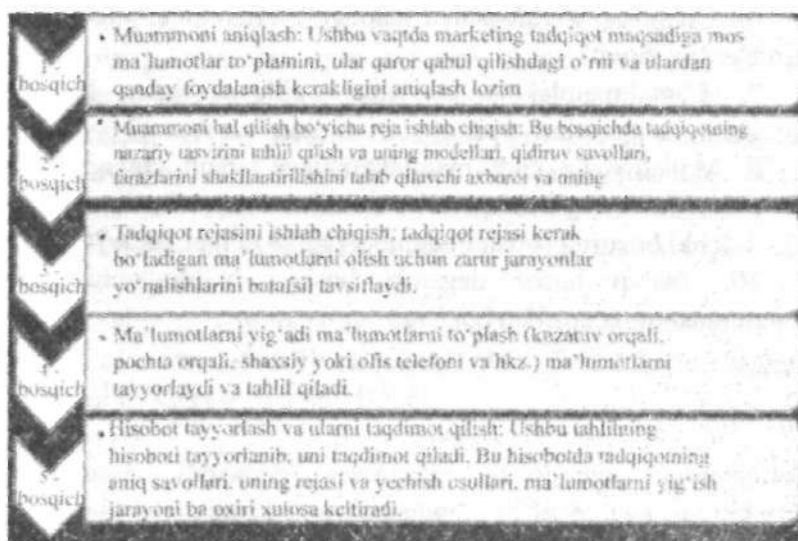 1 -
bosqich
• Muammoni aniqlash: Ushbu vaqtda marketing tadqiqot maqsadiga mos
ma'lumotlar to'plamini, ular qaror qabul qilishdagi o'rni va ulardan
qanday foydalanish kerakligini aniqlash lozim
2 -
bosqich
• Muammoni hal qilish bo'yicha reja ishlab chiqish: Bu bosqichda tadqiqotning
nazariy tasvirini tahlil qilish va uning modellari, qidiruv savollari,
farazlarini shakllantirilishini talab qiluvchi axborot va uning
3 -
bosqich
• Tadqiqot rejasini ishlab chiqish; tadqiqot rejasi kerak
bo'ladigan ma'lumotlarni olish uchun zarur jarayonlar
yo'nalishlarini batafsil tavsiflaydi.
4 -
bosqich
• Ma'lumotlarni yig'adi ma'lumotlarni to'plash (kuzatuv orqali,
pochta orqali, shaxsiy yoki ofis telefoni va hkz.) ma'lumotlarni
tayyorlaydi va tahlil qiladi.
5 -
bosqich
• Hisobot tayyorlash va ularni taqdimot qilish: Ushbu tahlilning
hisoboti tayyorlanib, uni taqdimot qiladi. Bu hisobotda tadqiqotning
aniq savollari, uning rejasi va yechish usullari, ma'lumotlarni yig'ish
jarayoni ba oxiri xulosa keltiradi.